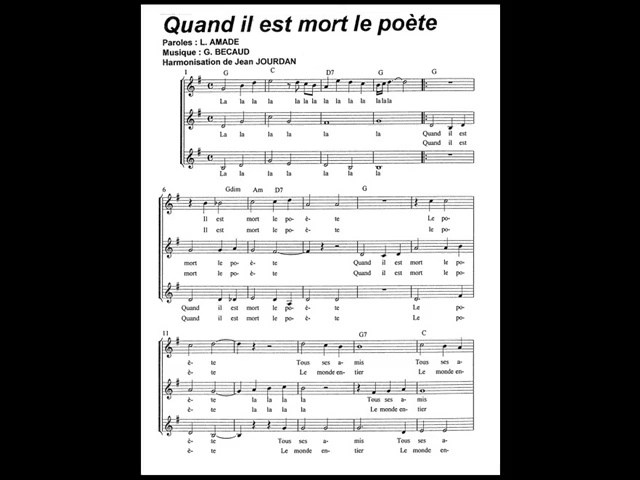 Quand il est mort le poète
Paroles : L. AMADE
Musique : G. BECAUD
Harmonisation de Jean JOURDAN
1 G C D7 G G
La la la la la la la la la la la la la la la
La la la la la la Quand il est
Quand il est
La la la la la la
6 Gdim Am D7 G
Il est mort le po- è- te Le po-
Il est mort le po- è- te Le po-
mort le po- è- te Quand il est mort le po-
mort le po- è- te Quand il est mort le po-
Quand il est mort le po- è- te Le po-
Quand il est mort le po- è- te Le po-
11 G7 C
è- te Tous ses a- mis Tous ses a-
è- te Le monde en- tier Le monde en-
è- te la la la la Tous ses a- mis
è- te la la la la Le monde en- tier
è- te Tous ses a- mis Tous ses a-
è- te Le monde en- tier Le monde en-